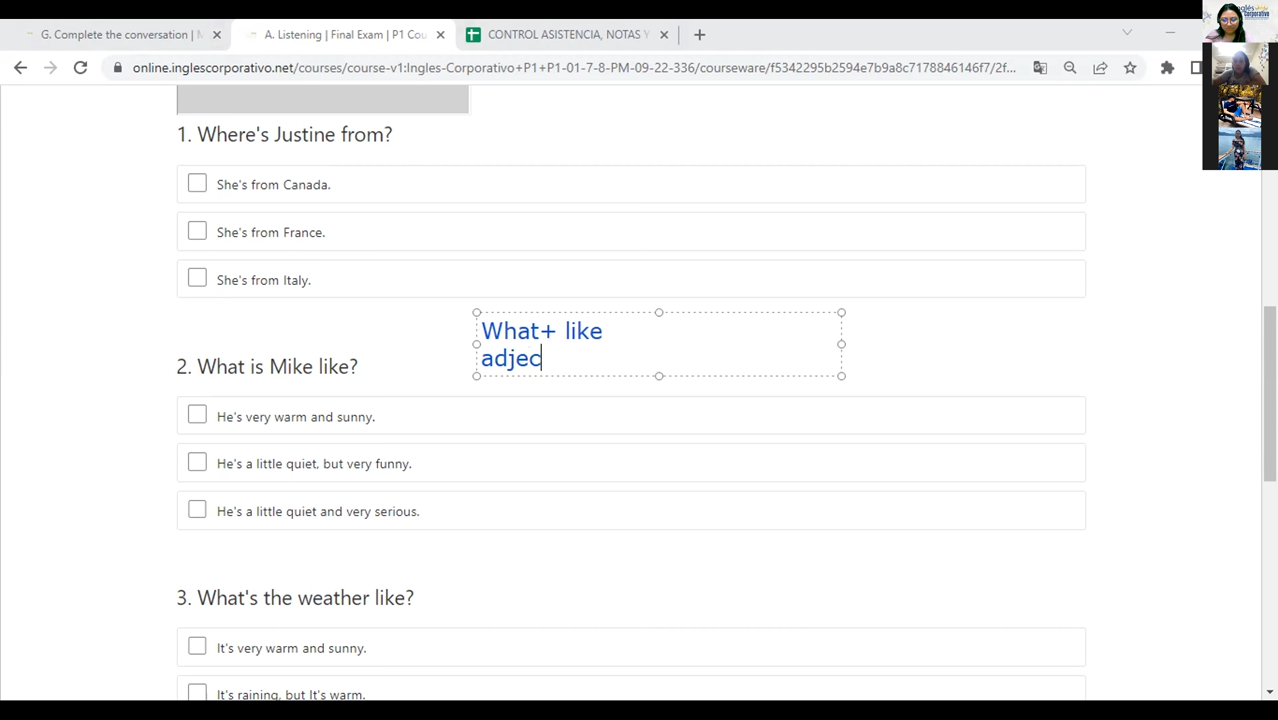 G. Complete the conversation | M
A. Listening | Final Exam | P1 Cou
CONTROL ASISTENCIA, NOTAS Y
online.inglescorporativo.net/courses/course-v1:Ingles-Corporativo+P1+P1-01-7-8-PM-09-22-336/courseware/f5342295b2594e7b9a8c7178846146f7/2f...
1. Where's Justine from?
She's from Canada.
She's from France.
She's from Italy.
What+ like
adjec
2. What is Mike like?
He's very warm and sunny.
He's a little quiet, but very funny.
He's a little quiet and very serious.
3. What's the weather like?
It's very warm and sunny.
It's raining, but It's warm.